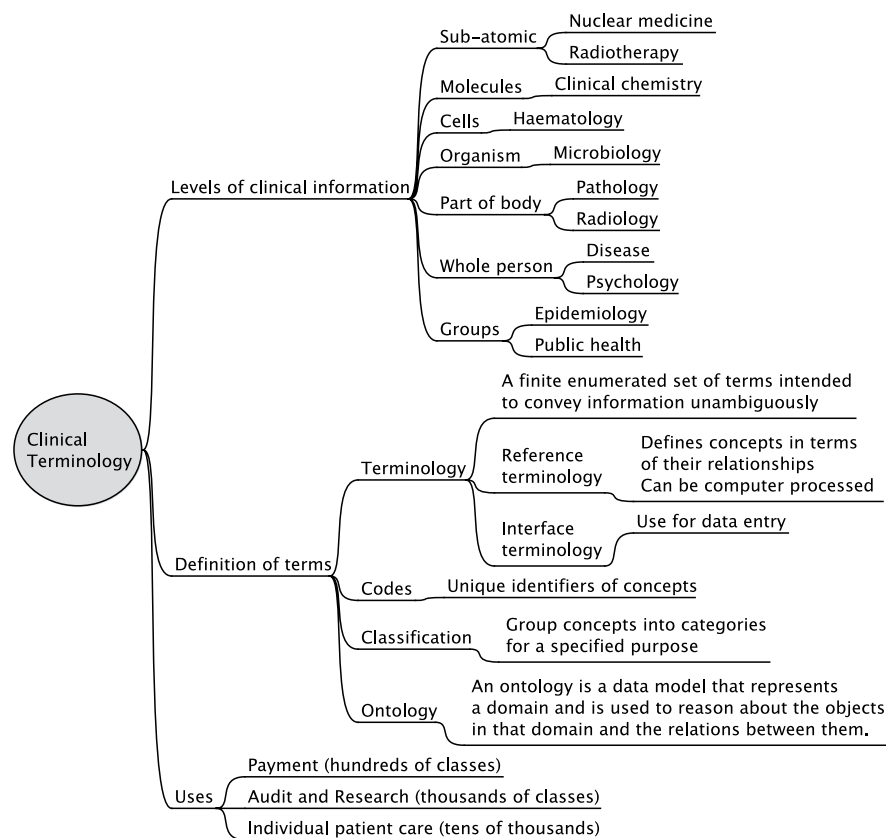 Clinical
Terminology
Levels of clinical information
Sub-atomic
Nuclear medicine
Radiotherapy
Molecules
Clinical chemistry
Cells
Haematology
Organism
Microbiology
Part of body
Pathology
Radiology
Whole person
Disease
Psychology
Groups
Epidemiology
Public health
Definition of terms
Terminology
A finite enumerated set of terms intended
to convey information unambiguously
Reference
terminology
Defines concepts in terms
of their relationships
Can be computer processed
Interface
terminology
Use for data entry
Codes
Unique identifiers of concepts
Classification
Group concepts into categories
for a specified purpose
Ontology
An ontology is a data model that represents
a domain and is used to reason about the objects
in that domain and the relations between them.
Uses
Payment (hundreds of classes)
Audit and Research (thousands of classes)
Individual patient care (tens of thousands)